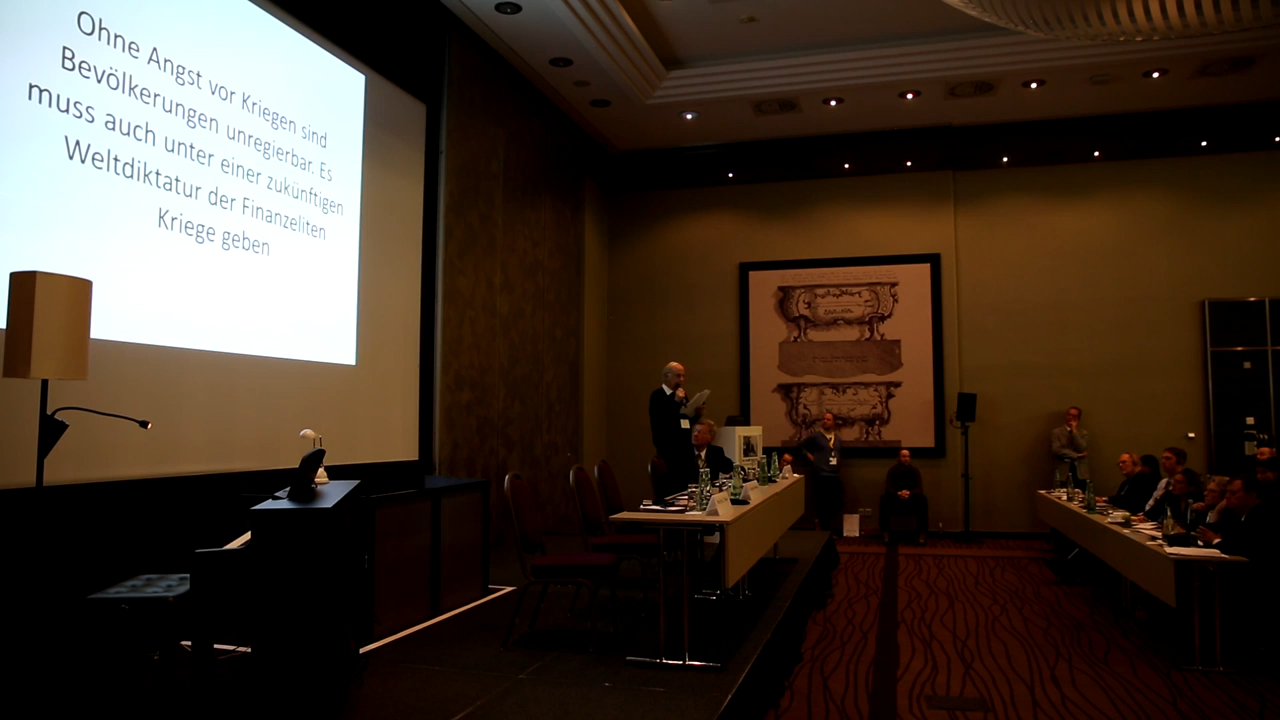 Ohne Angst vor Kriegen sind
Bevölkerungen unregierbar. Es
muss auch unter einer zukünftigen
Weltdiktatur der Finanzeliten
Kriege geben